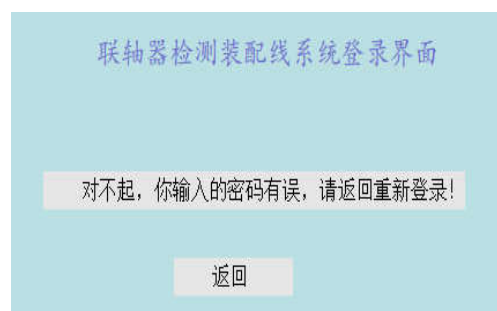 联轴器检测装配线系统登录界面
对不起，你输入的密码有误，请返回重新登录！
返回